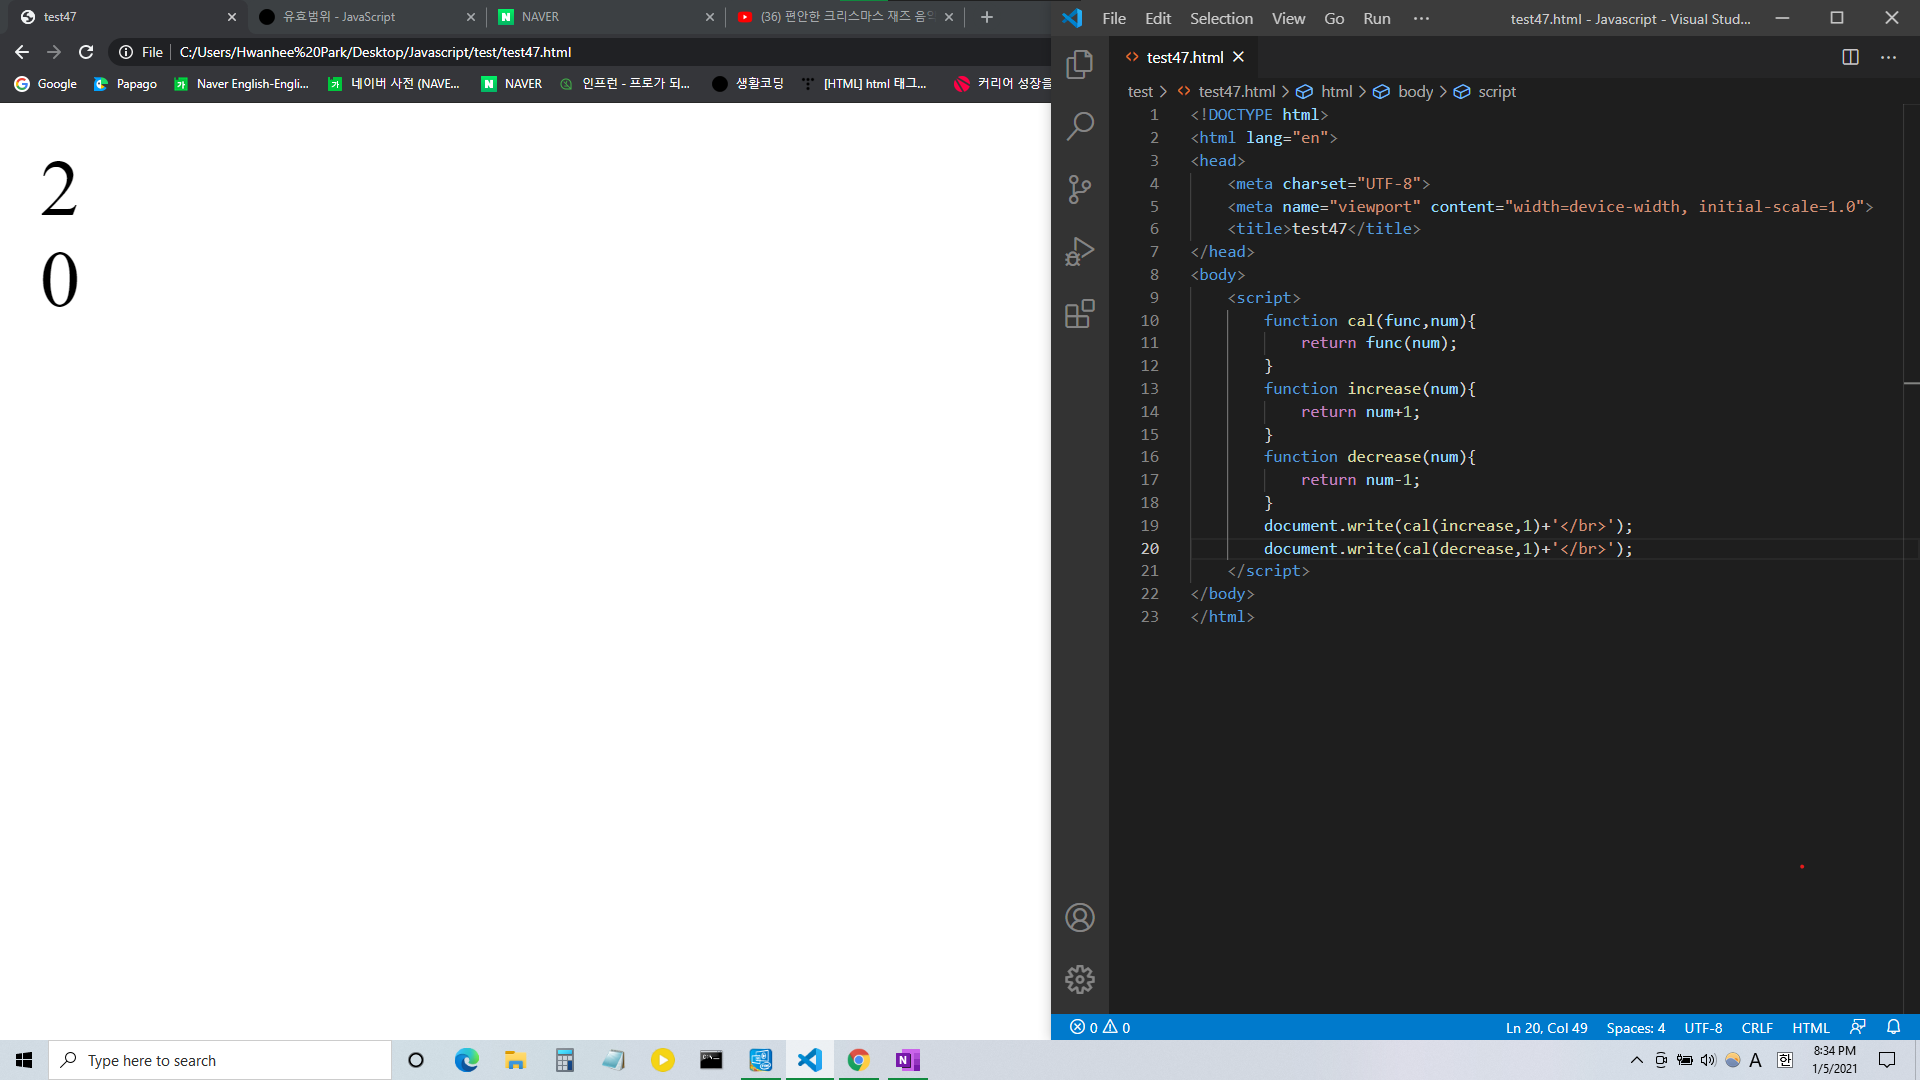 test47
유효범위 - JavaScript
NAVER
(36) 편안한 크리스마스 재즈 음악
File
C:/Users/Hwanhee%20Park/Desktop/Javascript/test/test47.html
Google
Papago
Naver English-Engli...
네이버 사전 (NAVE...
NAVER
인프런 - 프로가 되...
생활코딩
[HTML] html 태그...
커리어 성장을
2
0
File Edit Selection View Go Run ···
test47.html - Javascript - Visual Stud...
test47.html
test > test47.html > html > body > script
1 <!DOCTYPE html>
2 <html lang="en">
3 <head>
4 <meta charset="UTF-8">
5 <meta name="viewport" content="width=device-width, initial-scale=1.0">
6 <title>test47</title>
7 </head>
8 <body>
9 <script>
10 function cal(func,num){
11 return func(num);
12 }
13 function increase(num){
14 return num+1;
15 }
16 function decrease(num){
17 return num-1;
18 }
19 document.write(cal(increase,1)+'</br>');
20 document.write(cal(decrease,1)+'</br>');
21 </script>
22 </body>
23 </html>
0 0
Ln 20, Col 49 Spaces: 4 UTF-8 CRLF HTML
Type here to search
A 한
8:34 PM
1/5/2021